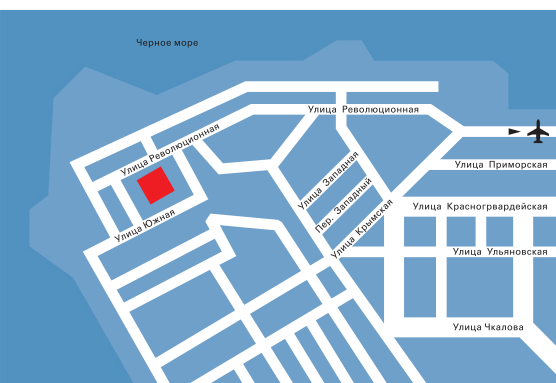 Черное море
Улица Революционная
Улица Революционная
Улица Приморская
Улица Западная
Пер. Западный
Улица Красногрвардейская
Улица Южная
Улица Крымская
Улица Ульяновская
Улица Чкалова